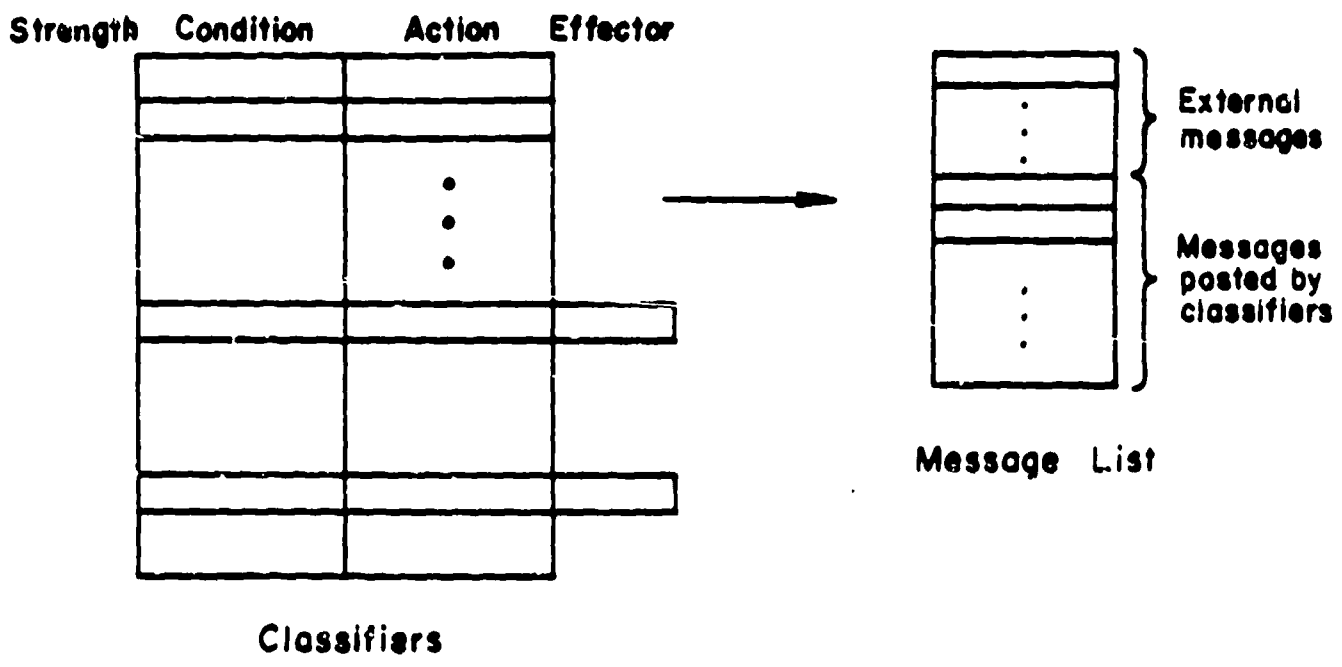 Strength Condition Action Effector
External
messages
Messages
posted by
classifiers
Message List
Classifiers